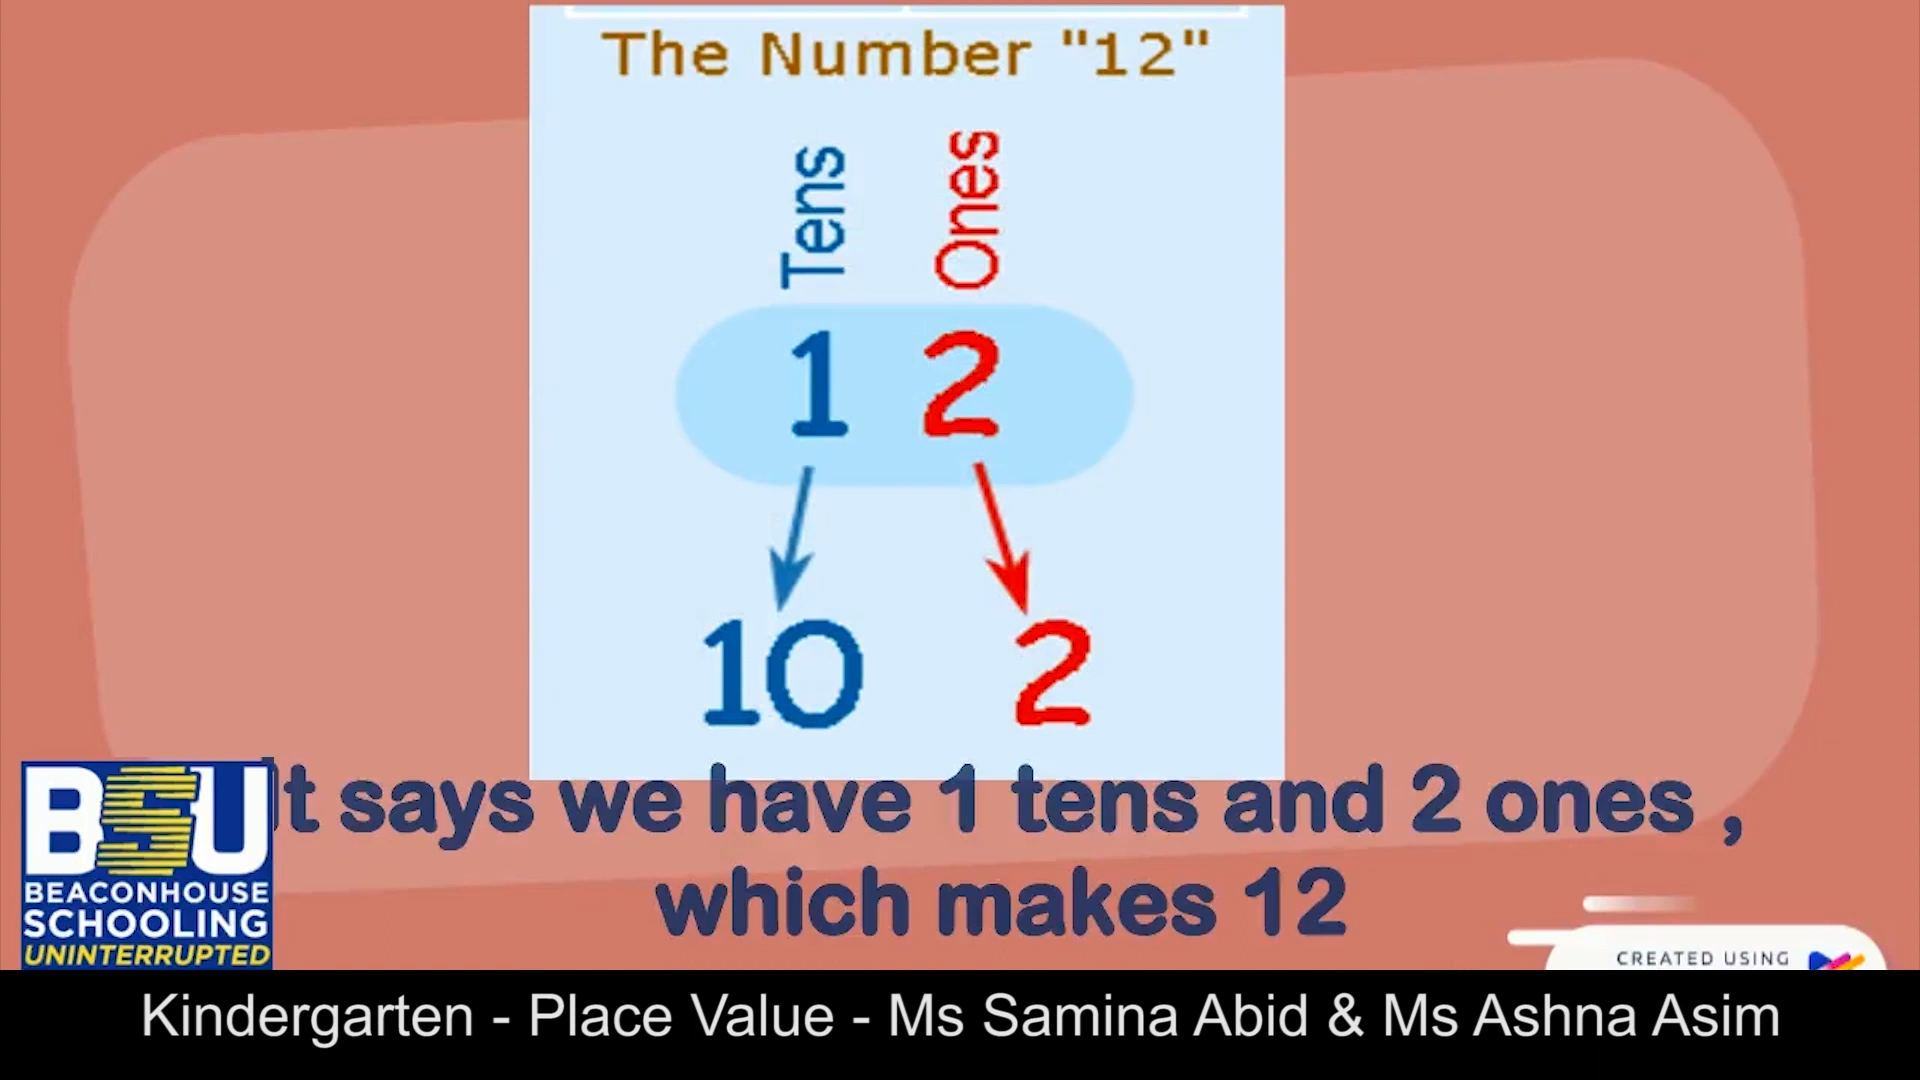 The Number "12"
Tens
Ones
1 2
10 2
It says we have 1 tens and 2 ones ,
which makes 12
BSU
BEACONHOUSE
SCHOOLING
UNINTERRUPTED
CREATED USING
Kindergarten - Place Value - Ms Samina Abid & Ms Ashna Asim